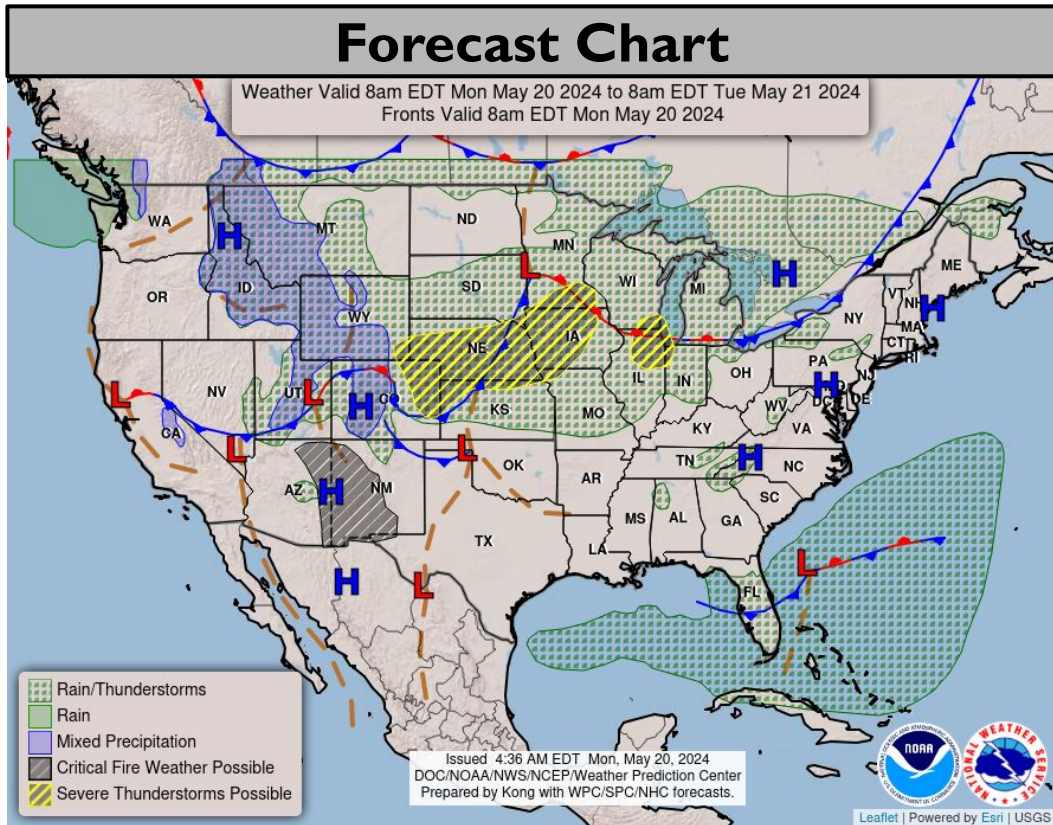 Forecast Chart
Weather Valid 8am EDT Mon May 20 2024 to 8am EDT Tue May 21 2024
Fronts Valid 8am EDT Mon May 20 2024
WA
MT
ND
MN
ME
H
H
L
H
VT
NH
H
OR
ID
WY
SD
WI
MI
NY
MA
CT
RI
NV
UT
L
H
CO
NE
IA
IL
IN
OH
PA
NJ
H
DE
DC
L
CA
L
KS
MO
WV
VA
KY
L
H
AZ
H
NM
OK
AR
TN
NC
SC
TX
MS
AL
GA
LA
H
L
L
FL
Rain/Thunderstorms
Rain
Mixed Precipitation
Critical Fire Weather Possible
Severe Thunderstorms Possible
Issued 4:36 AM EDT Mon, May 20, 2024
DOC/NOAA/NWS/NCEP/Weather Prediction Center
Prepared by Kong with WPC/SPC/NHC forecasts.
NOAA
NATIONAL WEATHER SERVICE
Leaflet | Powered by Esri | USGS